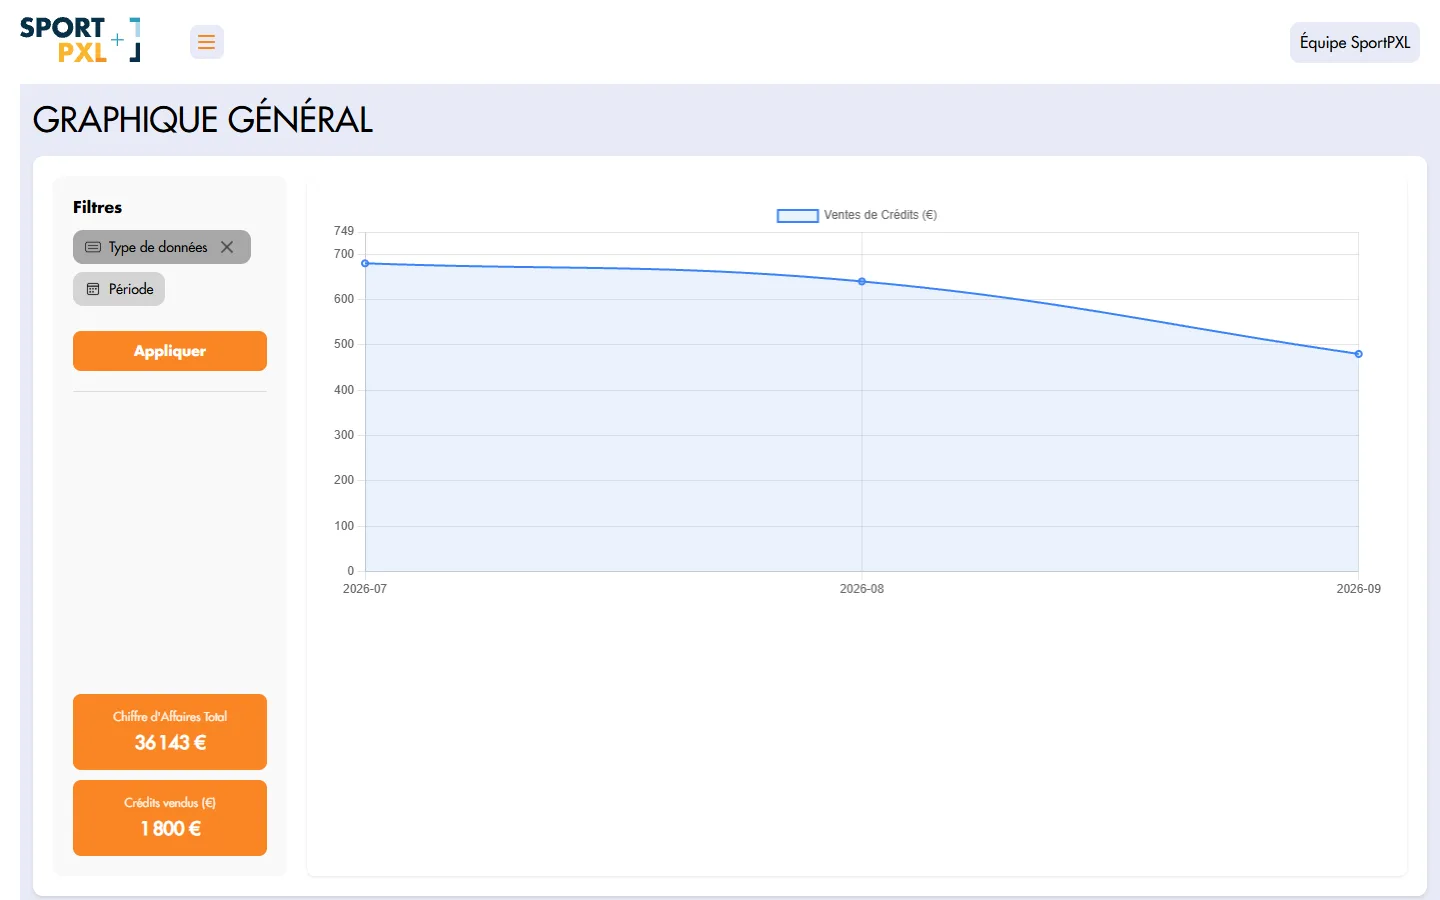 SPORT
PXL
Équipe SportPXL
GRAPHIQUE GÉNÉRAL
Filtres
Type de données
Période
Appliquer
Chiffre d'Affaires Total
36 143 €
Crédits vendus (€)
1 800 €
Ventes de Crédits (€)
749
700
600
500
400
300
200
100
0
2026-07 2026-08 2026-09